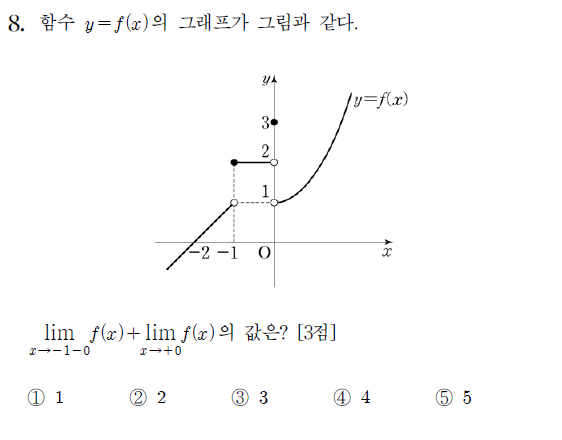 8. 함수 y=f(x)의 그래프가 그림과 같다.
y
y=f(x)
3
2
1
-2 -1 O x
lim f(x)+lim f(x)의 값은? [3점]
x→-1-0 x→+0
① 1 ② 2 ③ 3 ④ 4 ⑤ 5